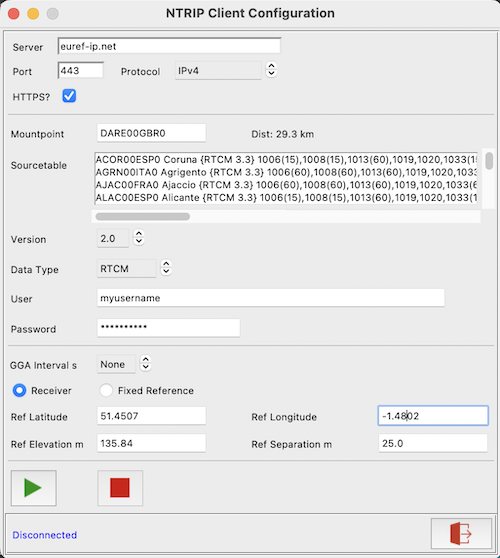 NTRIP Client Configuration
Server euref-ip.net
Port 443 Protocol IPv4
HTTPS?
Mountpoint DARE00GBR0 Dist: 29.3 km
Sourcetable ACOR00ESP0 Coruna {RTCM 3.3} 1006(15),1008(15),1013(60),1019,1020,1033(1
AGRN00ITA0 Agrigento {RTCM 3.3} 1006(60),1008(60),1013(60),1019,1020,1033
AJAC00FRA0 Ajaccio {RTCM 3.3} 1006(60),1008(60),1013(60),1019,1020,1033(6
ALAC00ESP0 Alicante {RTCM 3.3} 1006(15),1008(15),1013(60),1019,1020,1033(
Version 2.0
Data Type RTCM
User myusername
Password ••••••••••
GGA Interval s None
Receiver Fixed Reference
Ref Latitude 51.4507 Ref Longitude -1.4802
Ref Elevation m 135.84 Ref Separation m 25.0
Disconnected